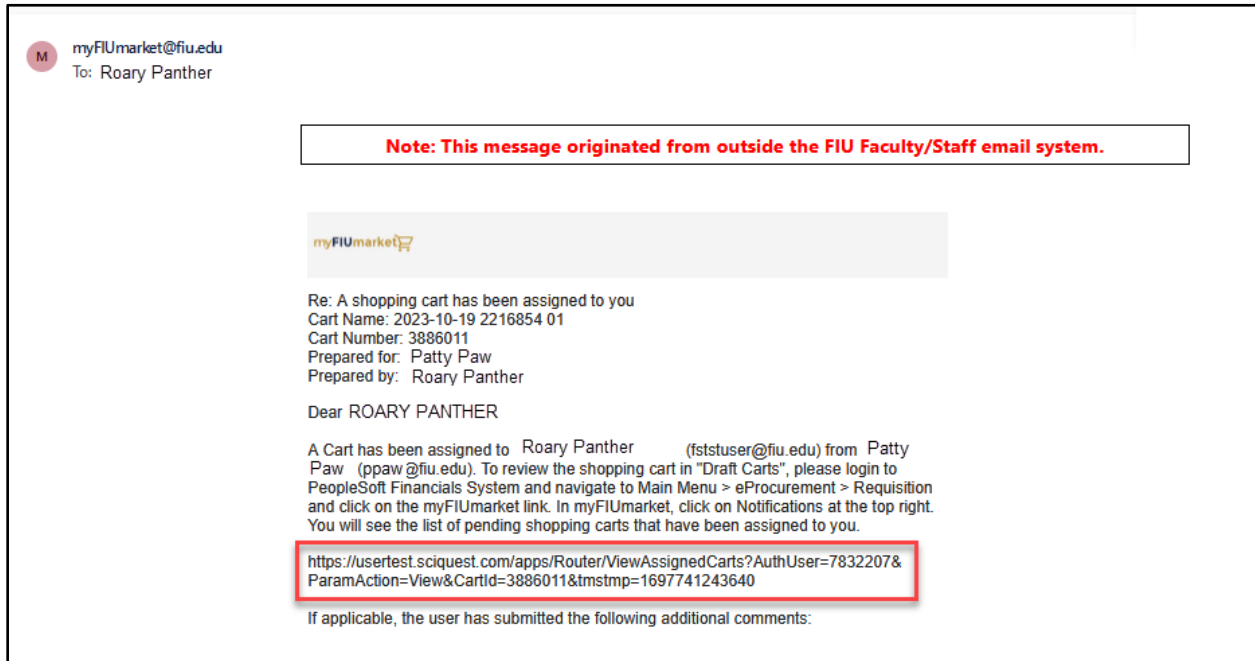 M
myFIUmarket@fiu.edu
To: Roary Panther
Note: This message originated from outside the FIU Faculty/Staff email system.
myFIUmarket
Re: A shopping cart has been assigned to you
Cart Name: 2023-10-19 2216854 01
Cart Number: 3886011
Prepared for: Patty Paw
Prepared by: Roary Panther
Dear ROARY PANTHER
A Cart has been assigned to Roary Panther (fststuser@fiu.edu) from Patty
Paw (ppaw@fiu.edu). To review the shopping cart in "Draft Carts", please login to
PeopleSoft Financials System and navigate to Main Menu > eProcurement > Requisition
and click on the myFIUmarket link. In myFIUmarket, click on Notifications at the top right.
You will see the list of pending shopping carts that have been assigned to you.
https://usertest.sciquest.com/apps/Router/ViewAssignedCarts?AuthUser=7832207&
ParamAction=View&CartId=3886011&tmstmp=1697741243640
If applicable, the user has submitted the following additional comments: